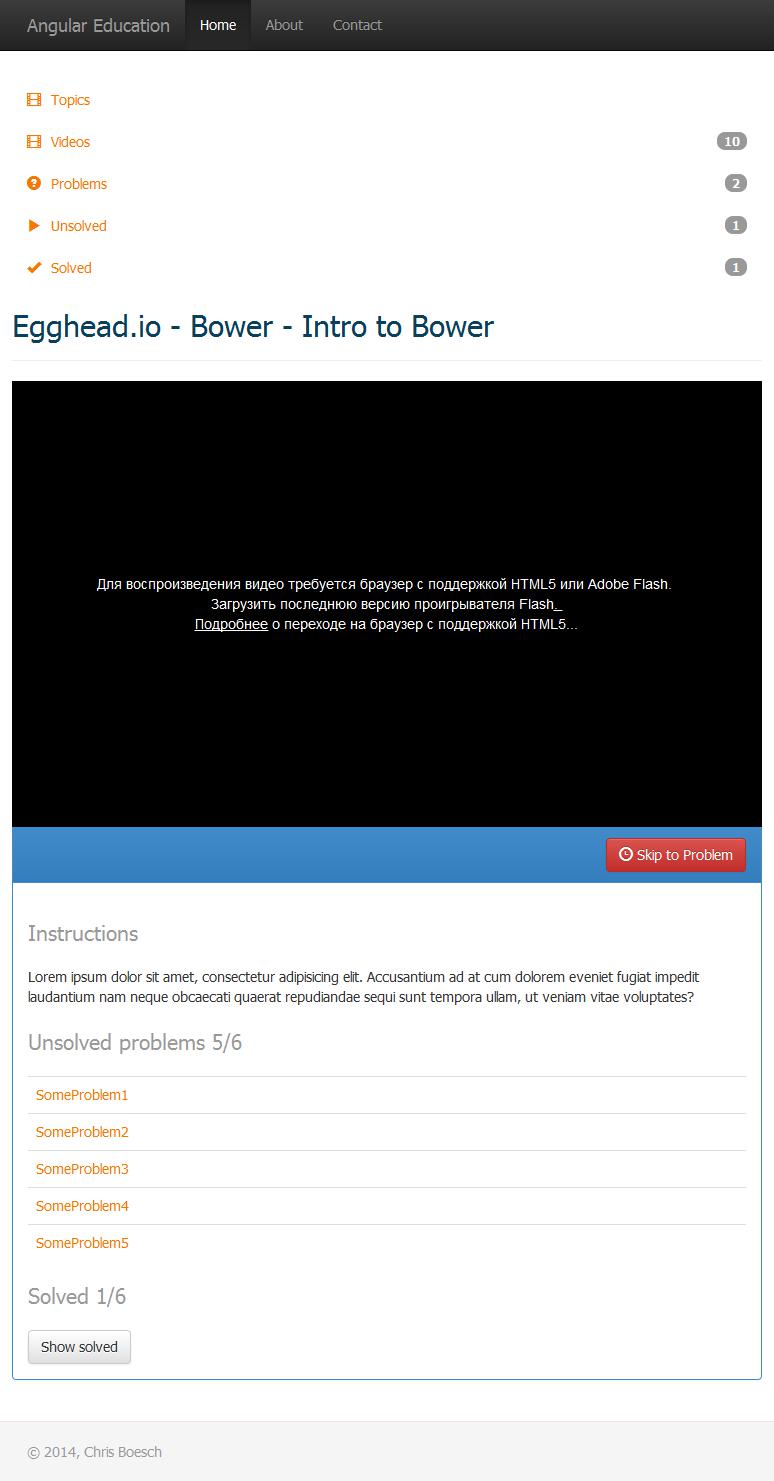 Angular Education Home About Contact
Topics
Videos 10
Problems 2
Unsolved 1
Solved 1
Egghead.io - Bower - Intro to Bower
Для воспроизведения видео требуется браузер с поддержкой HTML5 или Adobe Flash.
Загрузить последнюю версию проигрывателя Flash_
Подробнее о переходе на браузер с поддержкой HTML5...
Skip to Problem
Instructions
Lorem ipsum dolor sit amet, consectetur adipisicing elit. Accusantium ad at cum dolorem eveniet fugiat impedit
laudantium nam neque obcaecati quaerat repudiandae sequi sunt tempora ullam, ut veniam vitae voluptates?
Unsolved problems 5/6
SomeProblem1
SomeProblem2
SomeProblem3
SomeProblem4
SomeProblem5
Solved 1/6
Show solved
© 2014, Chris Boesch